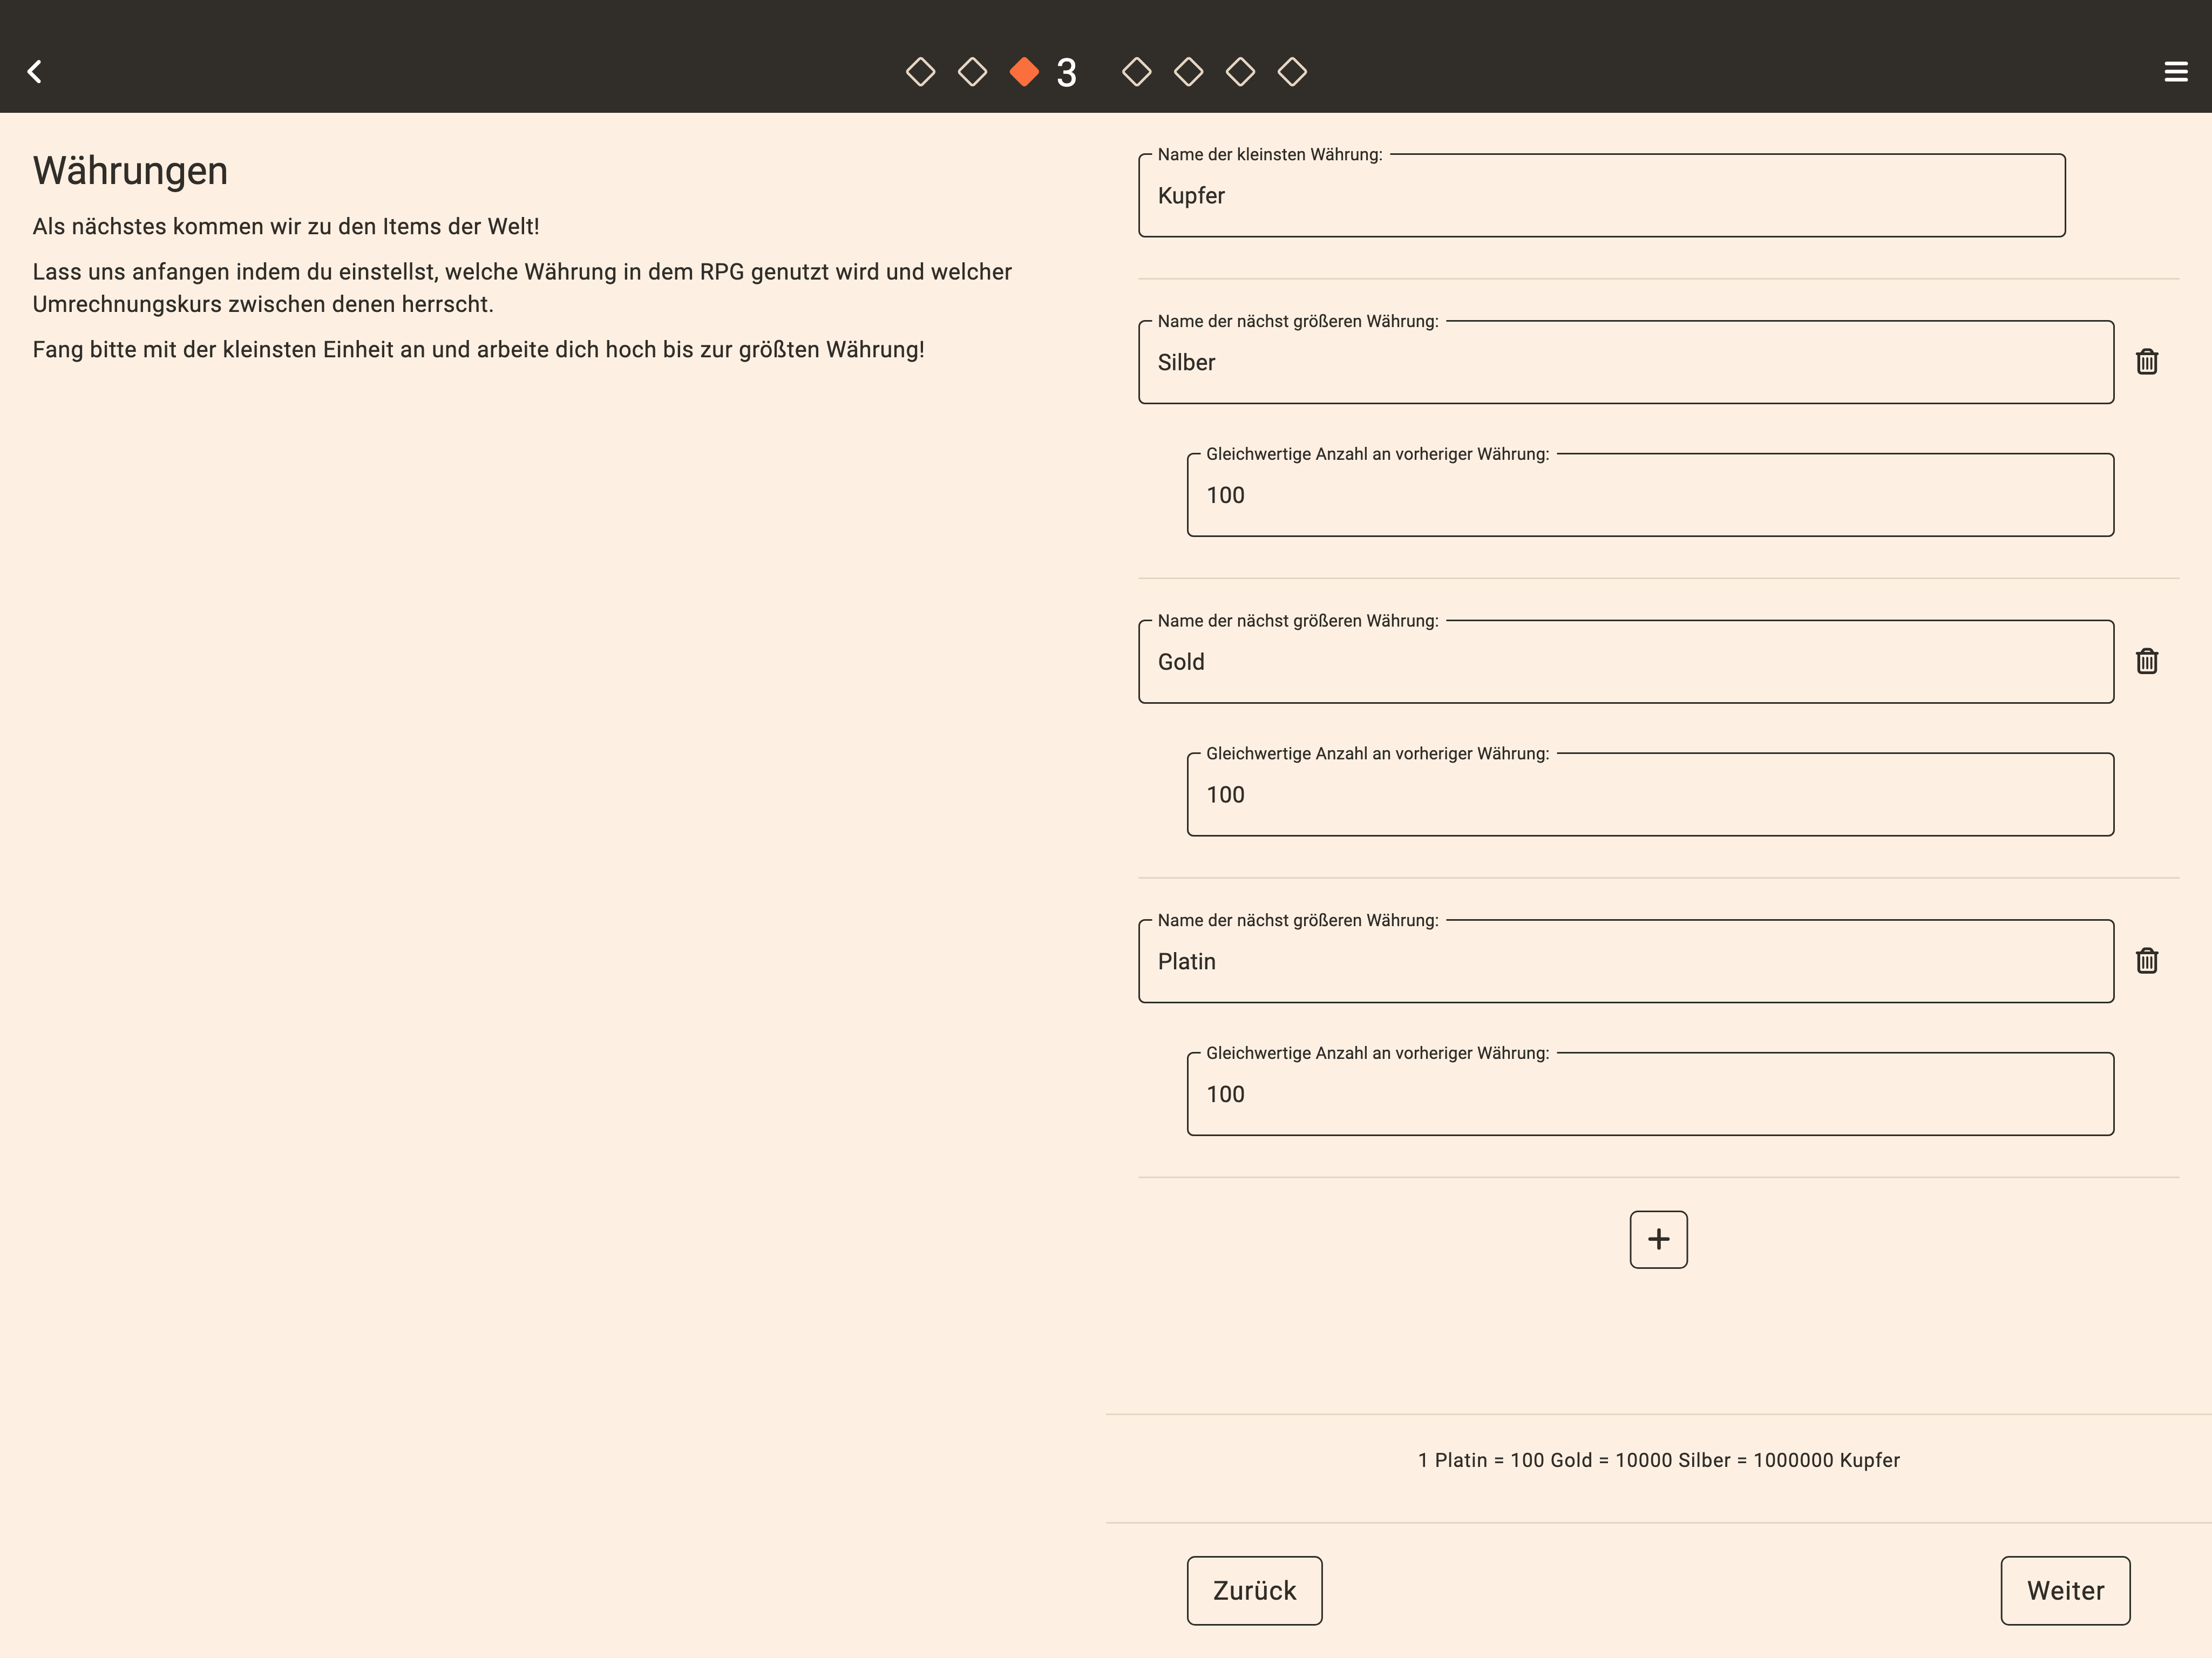 3
Währungen
Als nächstes kommen wir zu den Items der Welt!
Lass uns anfangen indem du einstellst, welche Währung in dem RPG genutzt wird und welcher
Umrechnungskurs zwischen denen herrscht.
Fang bitte mit der kleinsten Einheit an und arbeite dich hoch bis zur größten Währung!
Name der kleinsten Währung:
Kupfer
Name der nächst größeren Währung:
Silber
Gleichwertige Anzahl an vorheriger Währung:
100
Name der nächst größeren Währung:
Gold
Gleichwertige Anzahl an vorheriger Währung:
100
Name der nächst größeren Währung:
Platin
Gleichwertige Anzahl an vorheriger Währung:
100
1 Platin = 100 Gold = 10000 Silber = 1000000 Kupfer
Zurück
Weiter